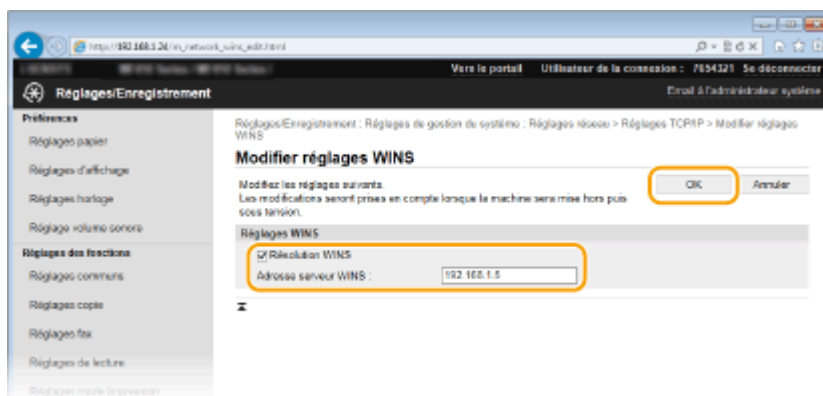 http://192.168.1.24/m_network_wins_edit.html
Vers le portail Utilisateur de la connexion : 7654321 Se déconnecter
Réglages/Enregistrement Email à l'administrateur système
Préférences
Réglages papier
Réglages d'affichage
Réglages horloge
Réglage volume sonore
Réglages des fonctions
Réglages communs
Réglages copie
Réglages fax
Réglages de lecture
Réglages mode Impression
Réglages/Enregistrement : Réglages de gestion du système : Réglages réseau > Réglages TCP/IP > Modifier réglages
WINS
Modifier réglages WINS
Modifiez les réglages suivants.
Les modifications seront prises en compte lorsque la machine sera mise hors puis
sous tension.
OK Annuler
Réglages WINS
Résolution WINS
Adresse serveur WINS : 192.168.1.5